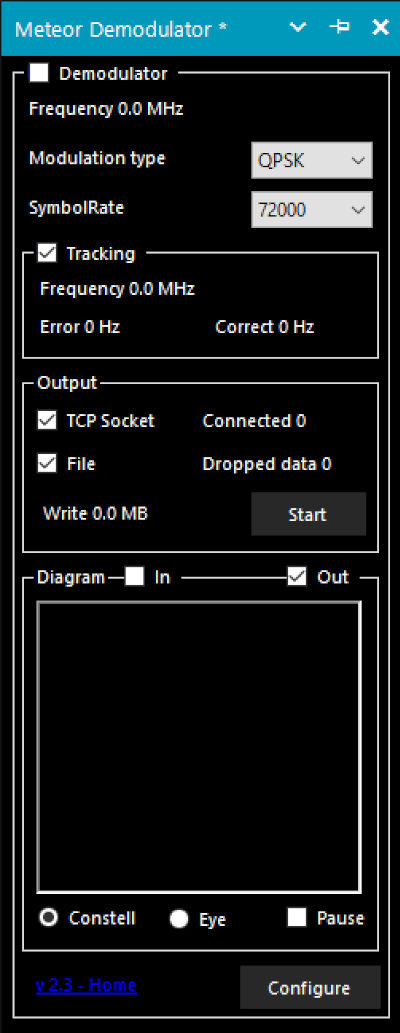 Meteor Demodulator *
Demodulator
Frequency 0.0 MHz
Modulation type QPSK
SymbolRate 72000
Tracking
Frequency 0.0 MHz
Error 0 Hz Correct 0 Hz
Output
TCP Socket Connected 0
File Dropped data 0
Write 0.0 MB Start
Diagram In Out
Constell Eye Pause
v 2.3 - Home Configure